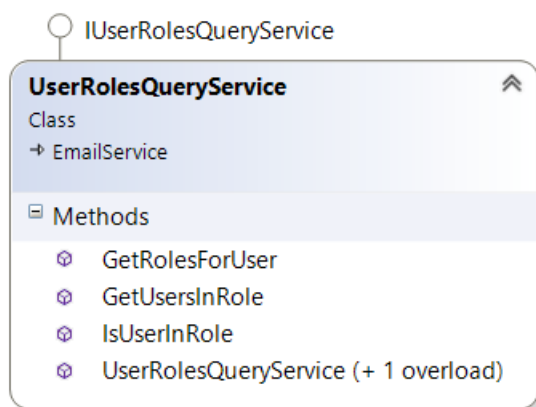 IUserRolesQueryService
UserRolesQueryService
Class
EmailService
Methods
GetRolesForUser
GetUsersInRole
IsUserInRole
UserRolesQueryService (+ 1 overload)